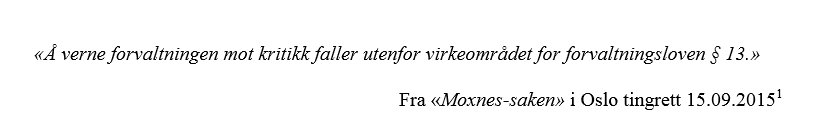 «Å verne forvaltningen mot kritikk faller utenfor virkeområdet for forvaltningsloven § 13.»
Fra «Moxnes-saken» i Oslo tingrett 15.09.2015¹